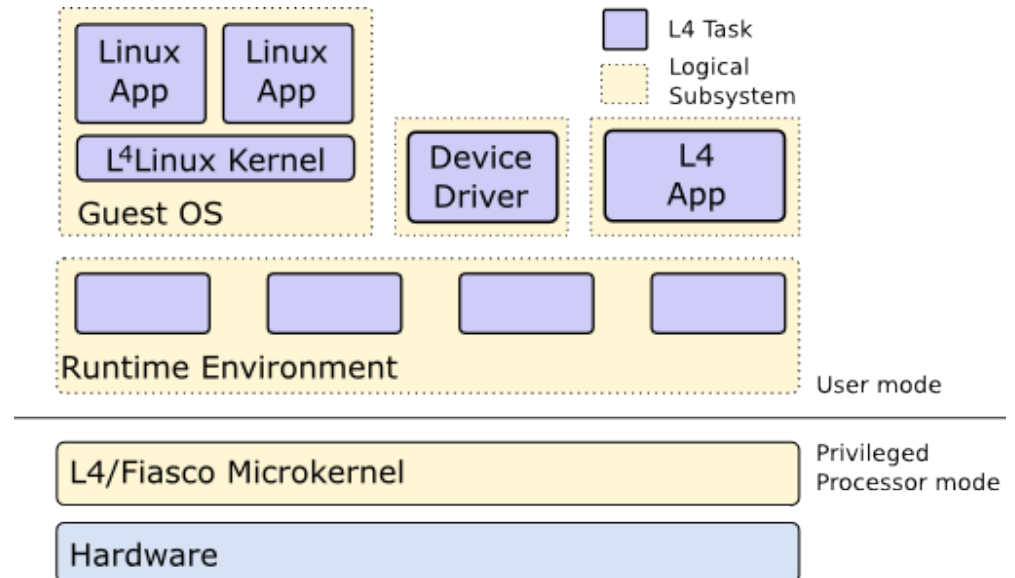 Linux
App
Linux
App
L⁴Linux Kernel
Guest OS
Device
Driver
L4
App
L4 Task
Logical
Subsystem
Runtime Environment
User mode
L4/Fiasco Microkernel
Privileged
Processor mode
Hardware